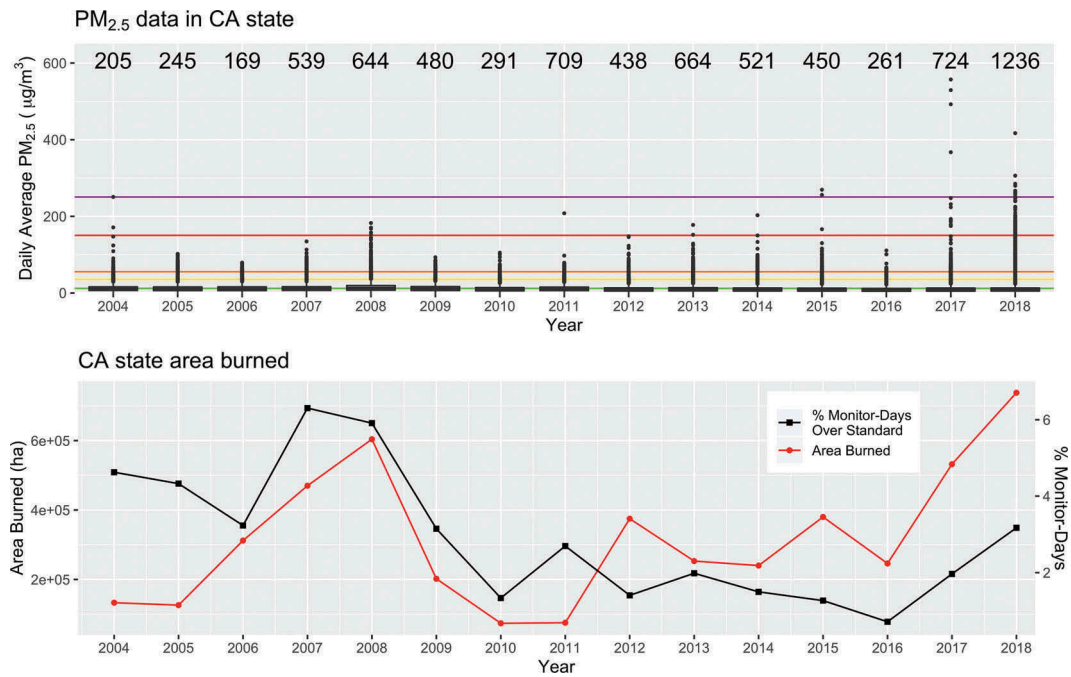 PM2.5 data in CA state
205 245 169 539 644 480 291 709 438 664 521 450 261 724 1236
600
400
200
0
Daily Average PM2.5 ( μg/m3)
2004 2005 2006 2007 2008 2009 2010 2011 2012 2013 2014 2015 2016 2017 2018
Year
CA state area burned
% Monitor-Days
Over Standard
Area Burned
6e+05
4e+05
2e+05
Area Burned (ha)
6
4
2
% Monitor-Days
2004 2005 2006 2007 2008 2009 2010 2011 2012 2013 2014 2015 2016 2017 2018
Year